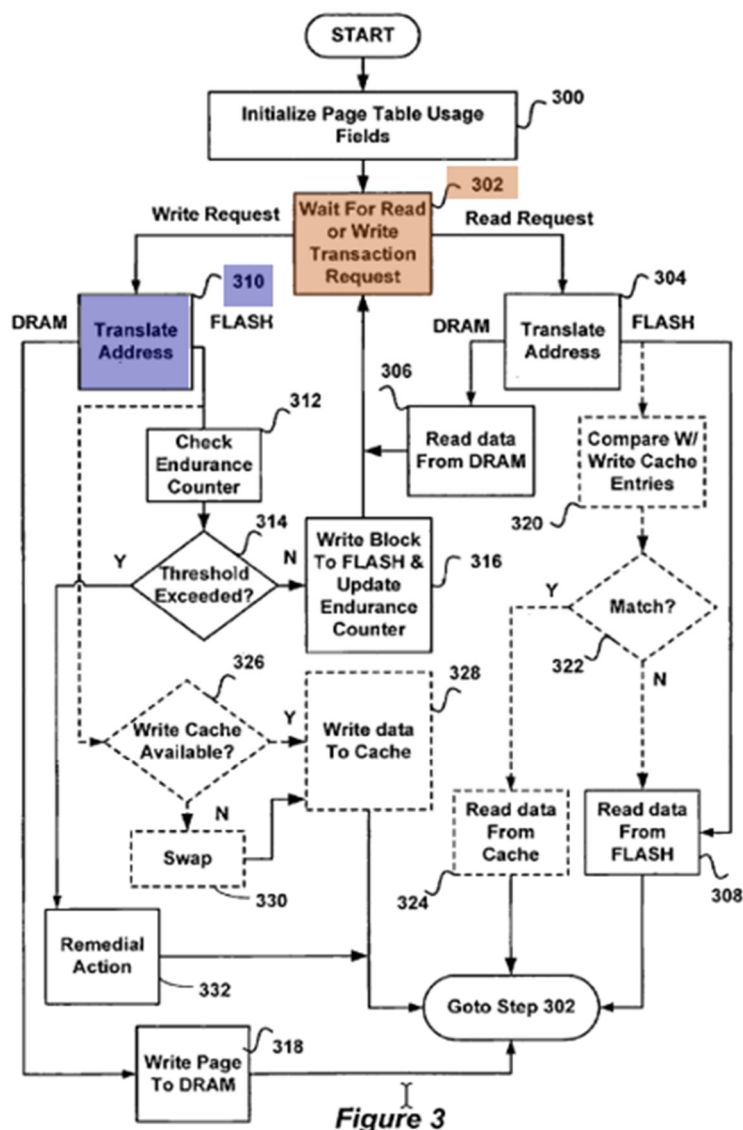 START
300
Initialize Page Table Usage
Fields
302
Wait For Read
or Write
Transaction
Request
Write Request
Read Request
310
304
DRAM
Translate
Address
FLASH
DRAM
Translate
Address
FLASH
312
306
Check
Endurance
Counter
Read data
From DRAM
Compare W/
Write Cache
Entries
320
314
Y
Threshold
Exceeded?
N
Write Block
To FLASH &
Update
Endurance
Counter
316
Y
Match?
322
N
326
328
Write Cache
Available?
Y
Write data
To Cache
N
Swap
330
Read data
From
Cache
324
Read data
From
FLASH
308
Remedial
Action
332
Goto Step 302
318
Write Page
To DRAM
Figure 3